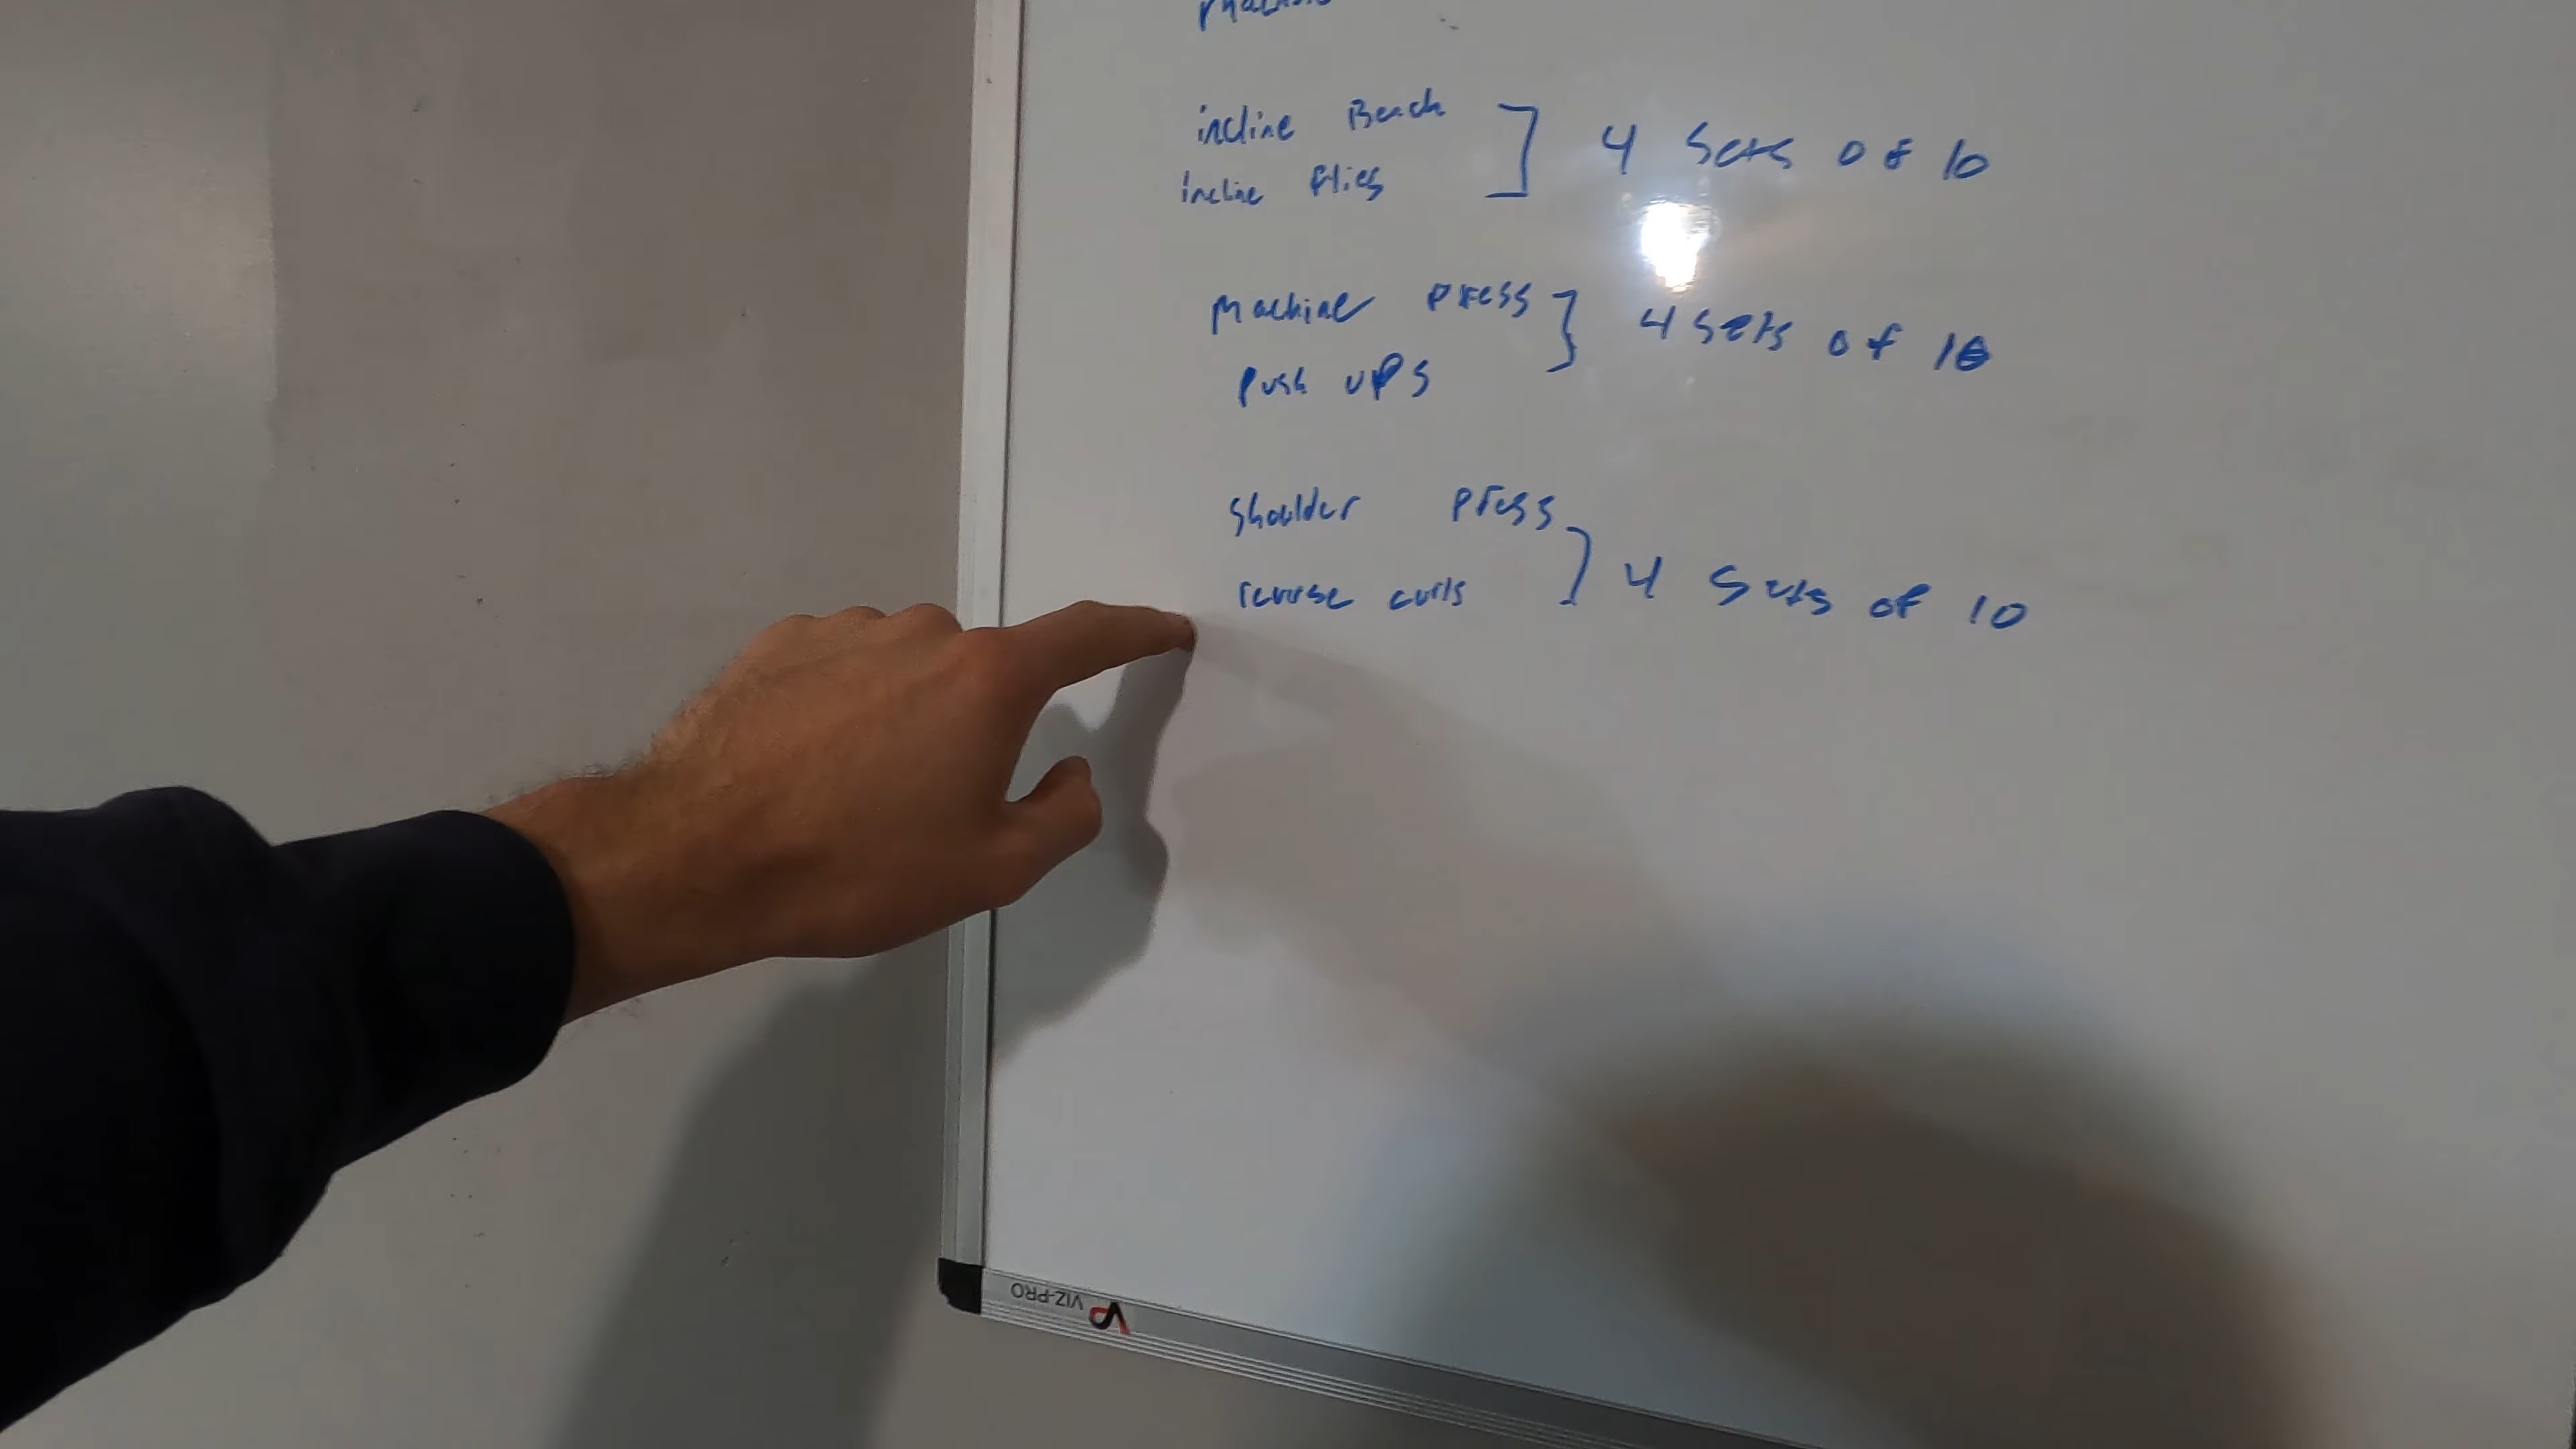 incline Bench ] 4 sets of 10
incline flies
Machine press } 4 sets of 10
Push ups
shoulder press
reverse curls ] 4 sets of 10
VIZ-PRO